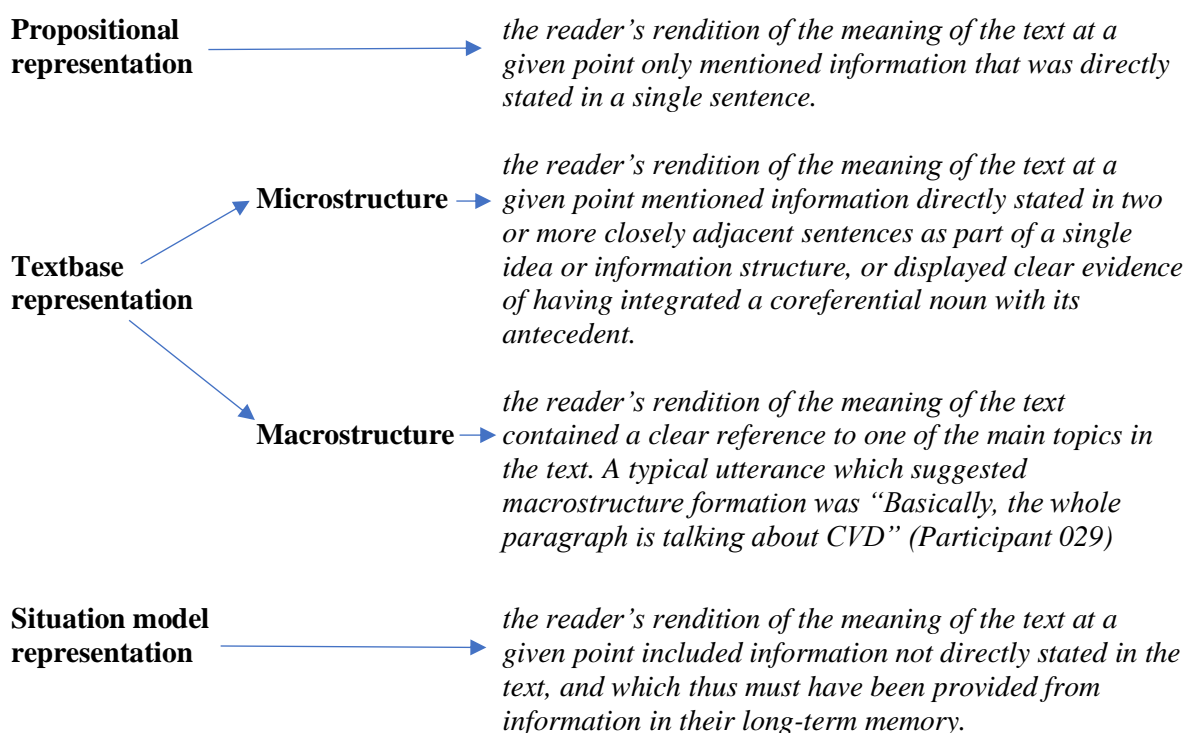 Propositional
representation
the reader’s rendition of the meaning of the text at a
given point only mentioned information that was directly
stated in a single sentence.
Textbase
representation
Microstructure
the reader’s rendition of the meaning of the text at a
given point mentioned information directly stated in two
or more closely adjacent sentences as part of a single
idea or information structure, or displayed clear evidence
of having integrated a coreferential noun with its
antecedent.
Macrostructure
the reader’s rendition of the meaning of the text
contained a clear reference to one of the main topics in
the text. A typical utterance which suggested
macrostructure formation was “Basically, the whole
paragraph is talking about CVD” (Participant 029)
Situation model
representation
the reader’s rendition of the meaning of the text at a
given point included information not directly stated in the
text, and which thus must have been provided from
information in their long-term memory.